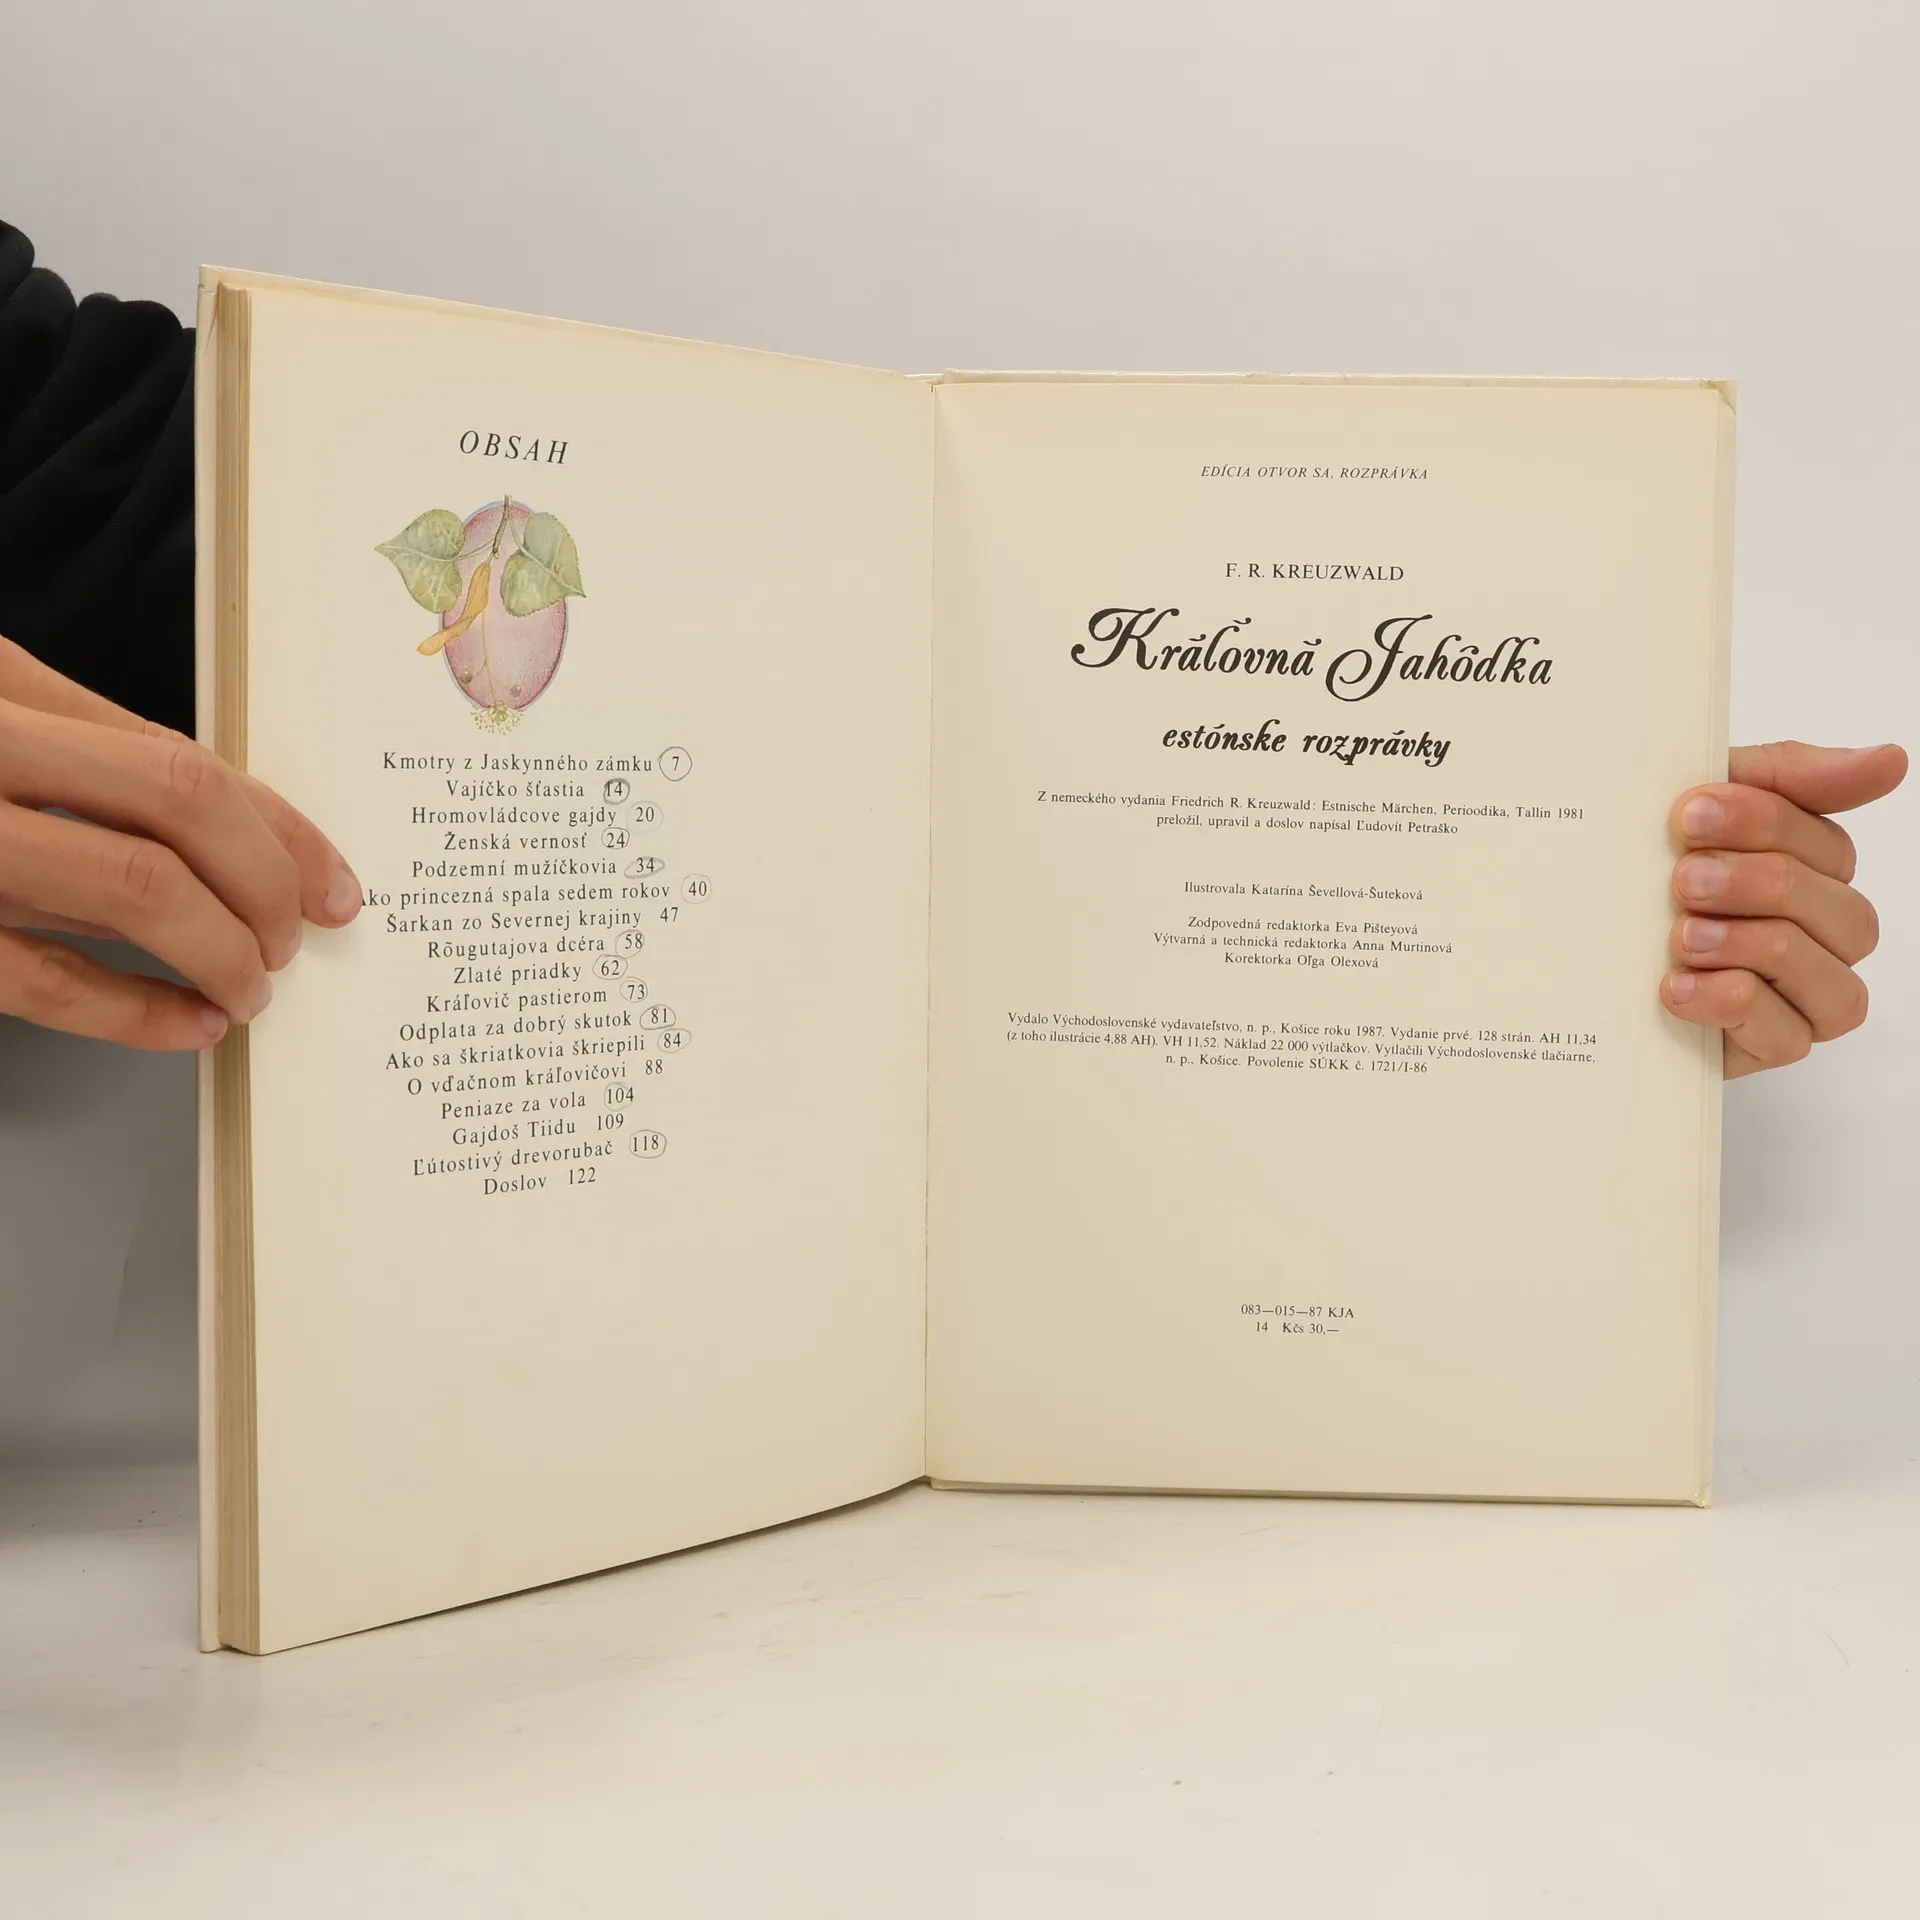 OBSAH
Kmotry z Jaskynného zámku 7
Vajíčko šťastia 14
Hromovládcove gajdy 20
Ženská vernosť 24
Podzemní mužíčkovia 34
Ako princezná spala sedem rokov 40
Šarkan zo Severnej krajiny 47
Rõugutajova dcéra 58
Zlaté priadky 62
Kráľovič pastierom 73
Odplata za dobrý skutok 81
Ako sa škriatkovia škriepili 84
O vďačnom kráľovičovi 88
Peniaze za vola 104
Gajdoš Tiidu 109
Ľútostivý drevorubač 118
Doslov 122
EDÍCIA OTVOR SA, ROZPRÁVKA
F. R. KREUZWALD
Kráľovná Jahôdka
estónske rozprávky
Z nemeckého vydania Friedrich R. Kreuzwald: Estnische Märchen, Perioodika, Tallin 1981
preložil, upravil a doslov napísal Ľudovít Petraško
Ilustrovala Katarína Ševellová-Šuteková
Zodpovedná redaktorka Eva Pišteyová
Výtvarná a technická redaktorka Anna Murtinová
Korektorka Oľga Olexová
Vydalo Východoslovenské vydavateľstvo, n. p., Košice roku 1987. Vydanie prvé. 128 strán. AH 11,34
(z toho ilustrácie 4,88 AH). VH 11,52. Náklad 22 000 výtlačkov. Vytlačili Východoslovenské tlačiarne,
n. p., Košice. Povolenie SÚKK č. 1721/I-86
083—015—87 KJA
14 Kčs 30,—